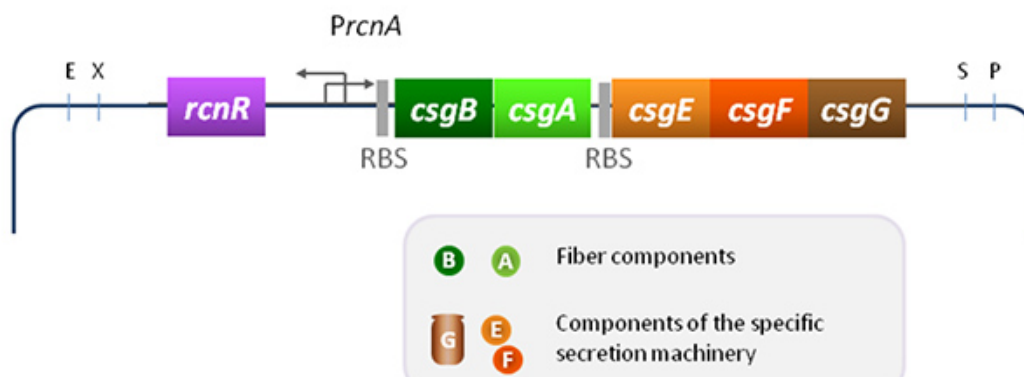 PrcnA
E X
S P
rcnR
csgB csgA csgE csgF csgG
RBS RBS
B A Fiber components
G E F Components of the specific
secretion machinery